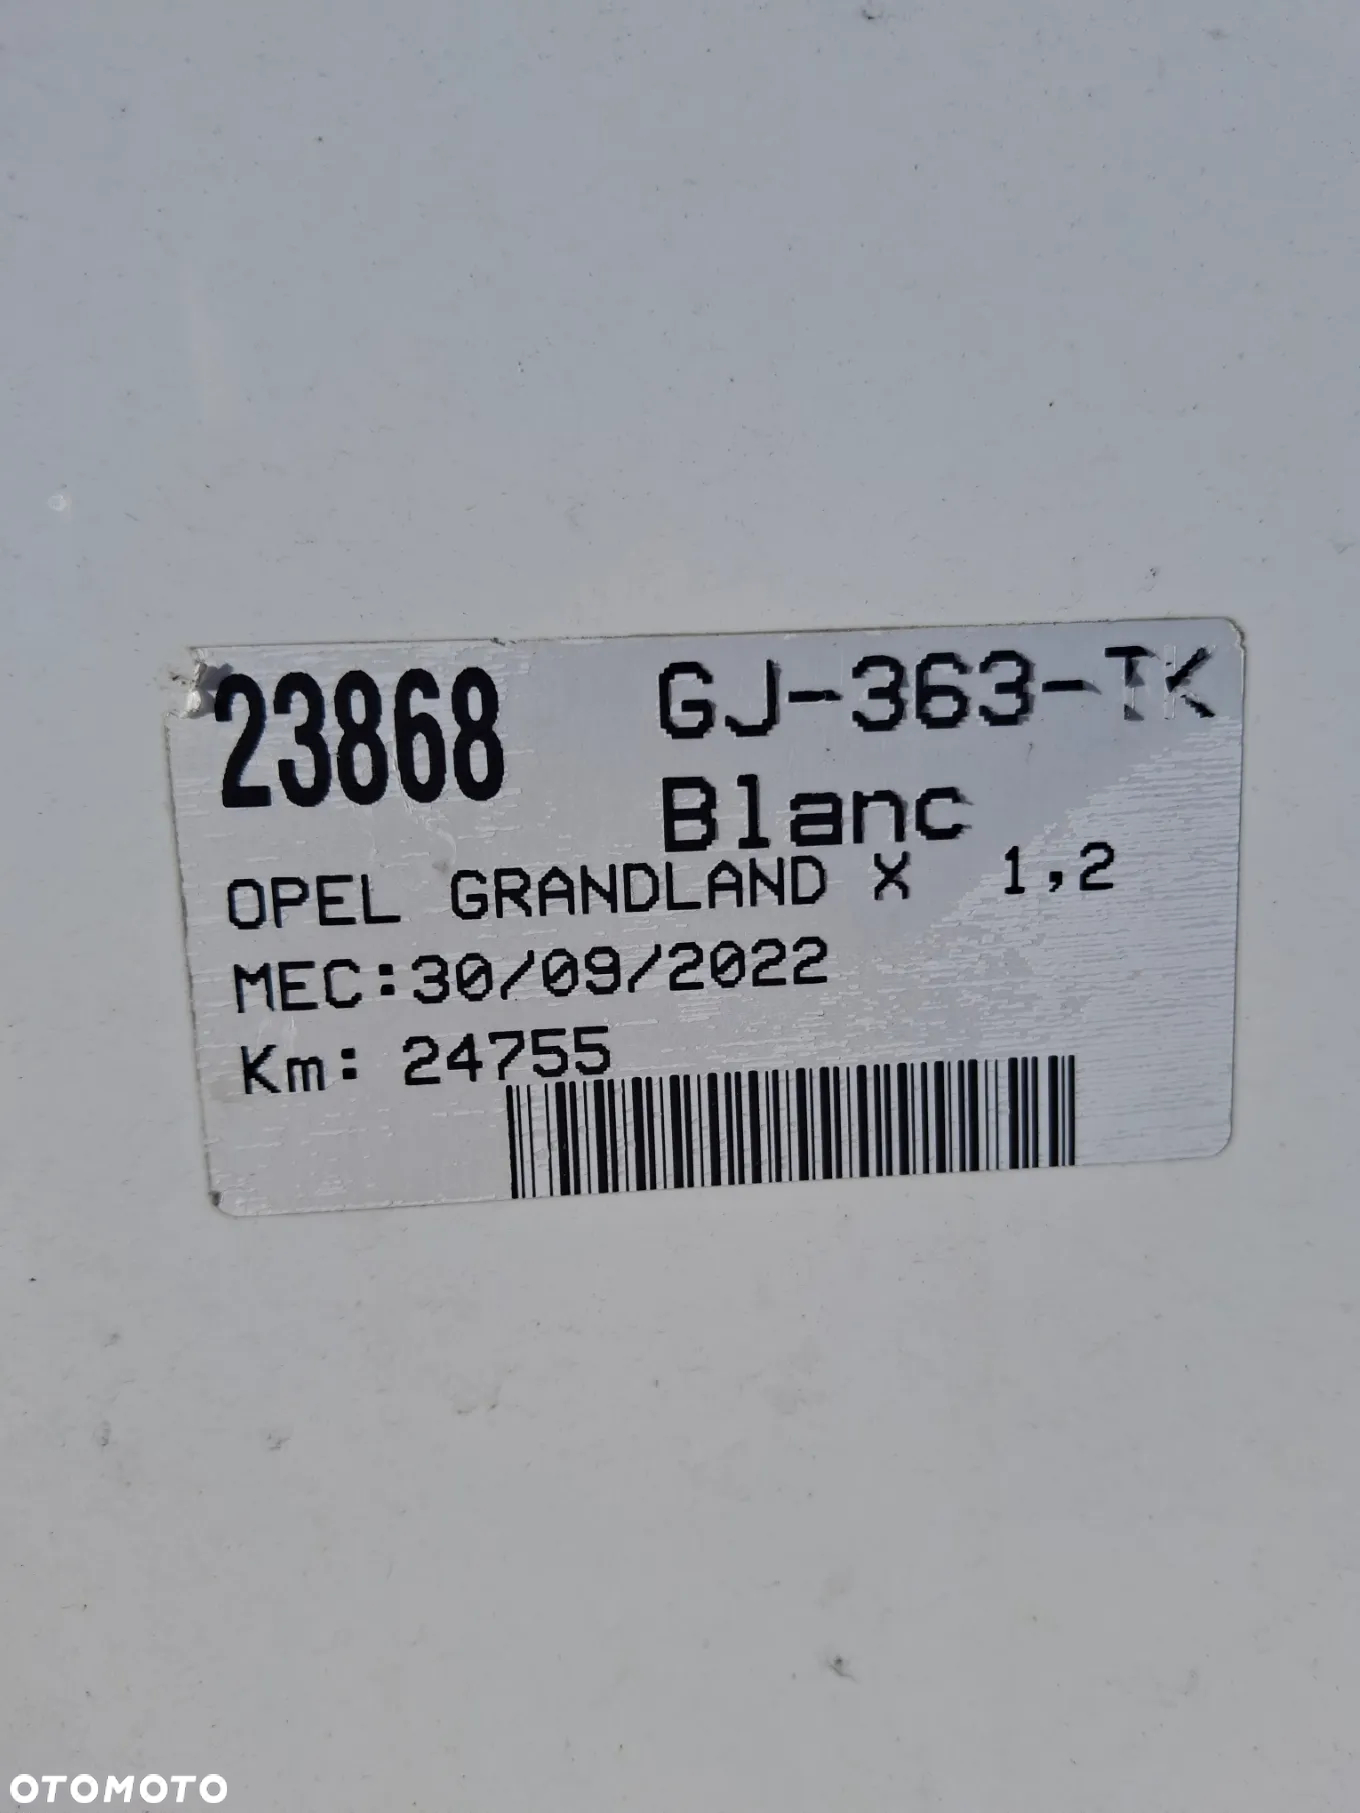 23868 GJ-363-TK
Blanc
OPEL GRANDLAND X 1,2
MEC:30/09/2022
Km: 24755
OTOMOTO